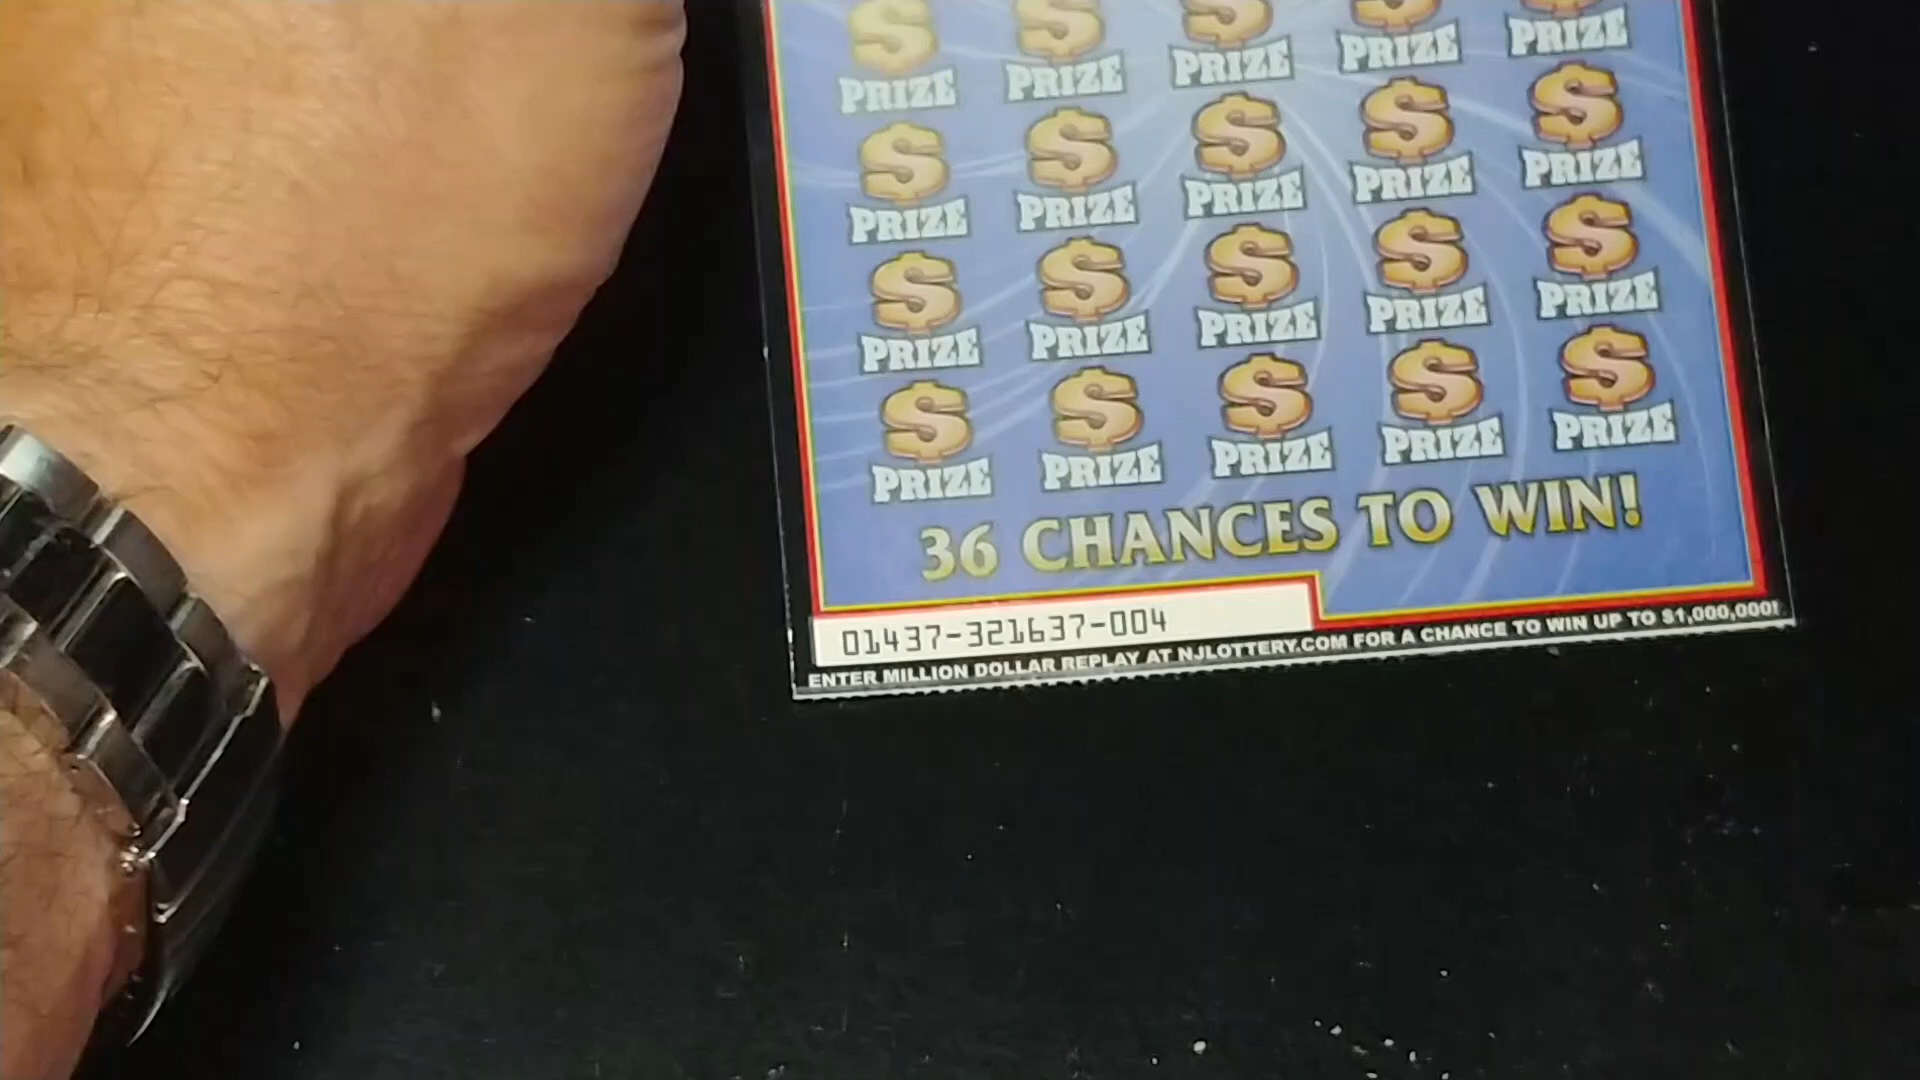 PRIZE PRIZE PRIZE PRIZE PRIZE
PRIZE PRIZE PRIZE PRIZE PRIZE
PRIZE PRIZE PRIZE PRIZE PRIZE
PRIZE PRIZE PRIZE PRIZE PRIZE
36 CHANCES TO WIN!
01437-321637-004
ENTER MILLION DOLLAR REPLAY AT NJLOTTERY.COM FOR A CHANCE TO WIN UP TO $1,000,000!